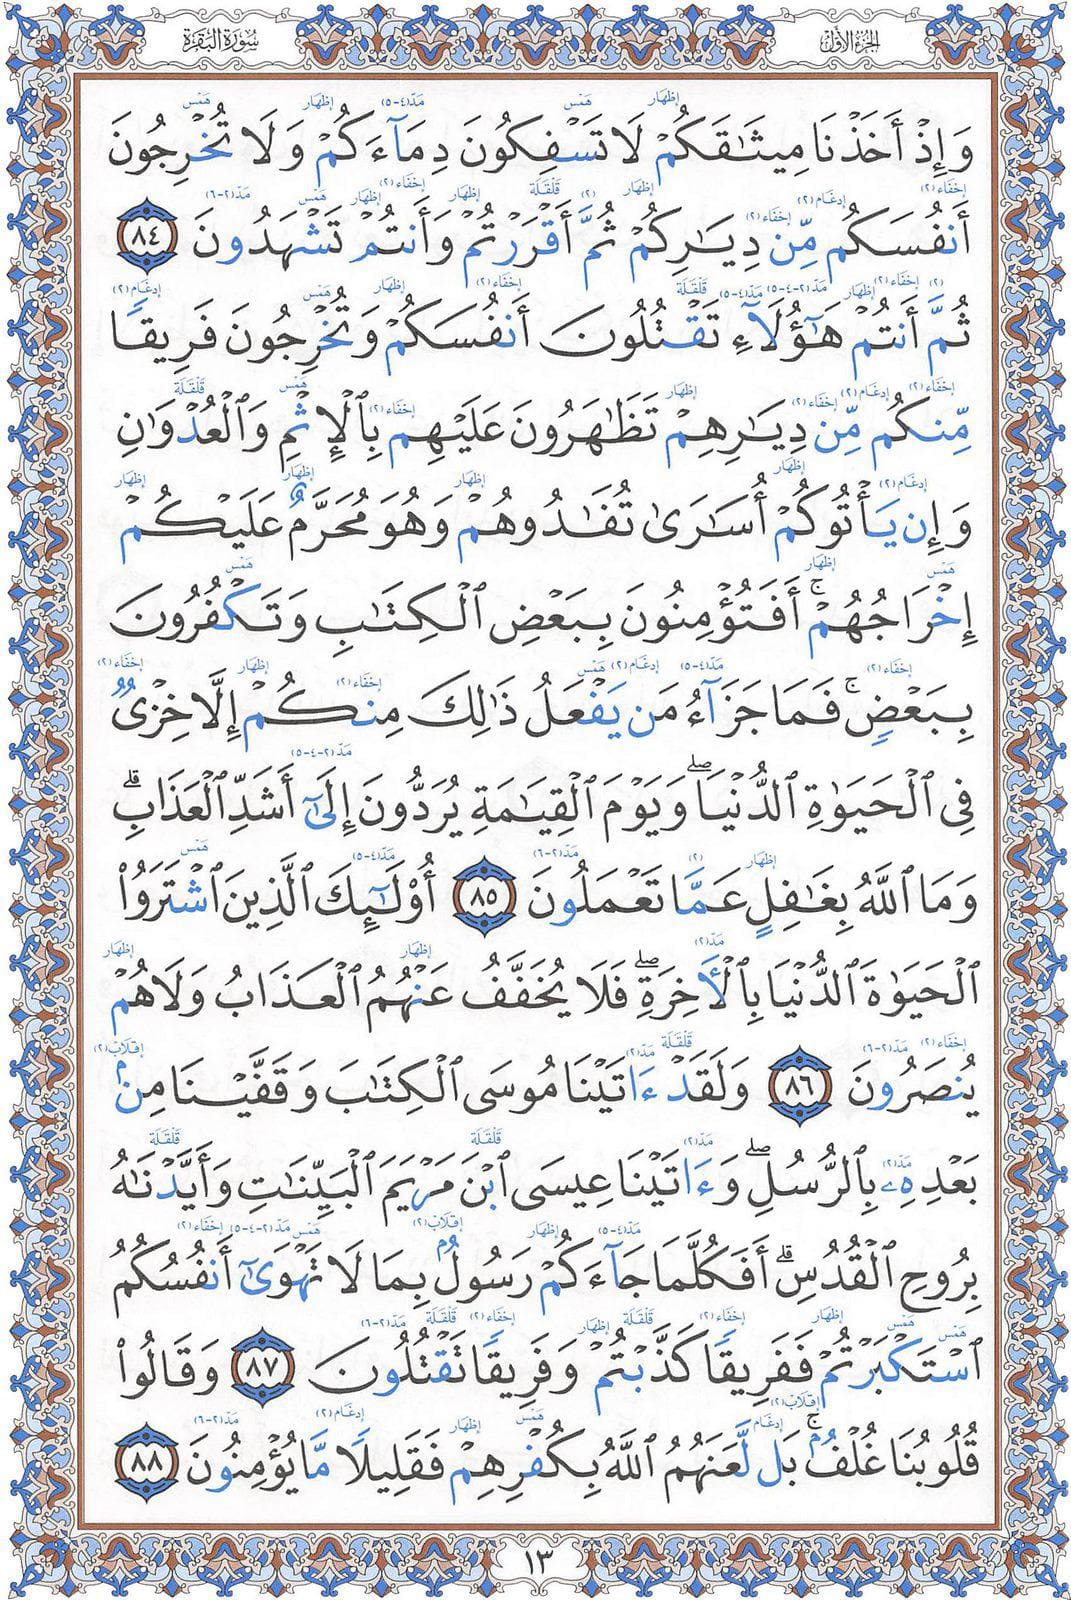 الجزء الأول
سورة البقرة
وَإِذْ أَخَذْنَا مِيثَٰقَكُمْ لَا تَسْفِكُونَ دِمَآءَكُمْ وَلَا تُخْرِجُونَ
أَنفُسَكُم مِّن دِيَٰرِكُمْ ثُمَّ أَقْرَرْتُمْ وَأَنتُمْ تَشْهَدُونَ ٨٤
ثُمَّ أَنتُمْ هَٰٓؤُلَآءِ تَقْتُلُونَ أَنفُسَكُمْ وَتُخْرِجُونَ فَرِيقًا
مِّنكُم مِّن دِيَٰرِهِمْ تَظَٰهَرُونَ عَلَيْهِم بِٱلْإِثْمِ وَٱلْعُدْوَٰنِ
وَإِن يَأْتُوكُمْ أُسَٰرَىٰ تُفَٰدُوهُمْ وَهُوَ مُحَرَّمٌ عَلَيْكُمْ
إِخْرَاجُهُمْ ۚ أَفَتُؤْمِنُونَ بِبَعْضِ ٱلْكِتَٰبِ وَتَكْفُرُونَ
بِبَعْضٍ ۚ فَمَا جَزَآءُ مَن يَفْعَلُ ذَٰلِكَ مِنكُمْ إِلَّا خِزْىٌ
فِى ٱلْحَيَوٰةِ ٱلدُّنْيَا ۖ وَيَوْمَ ٱلْقِيَٰمَةِ يُرَدُّونَ إِلَىٰٓ أَشَدِّ ٱلْعَذَابِ ۗ
وَمَا ٱللَّهُ بِغَٰفِلٍ عَمَّا تَعْمَلُونَ ٨٥ أُو۟لَٰٓئِكَ ٱلَّذِينَ ٱشْتَرَوُا۟
ٱلْحَيَوٰةَ ٱلدُّنْيَا بِٱلْأَخِرَةِ ۖ فَلَا يُخَفَّفُ عَنْهُمُ ٱلْعَذَابُ وَلَا هُمْ
يُنصَرُونَ ٨٦ وَلَقَدْ ءَاتَيْنَا مُوسَى ٱلْكِتَٰبَ وَقَفَّيْنَا مِنۢ
بَعْدِهِۦ بِٱلرُّسُلِ ۖ وَءَاتَيْنَا عِيسَى ٱبْنَ مَرْيَمَ ٱلْبَيِّنَٰتِ وَأَيَّدْنَٰهُ
بِرُوحِ ٱلْقُدُسِ ۗ أَفَكُلَّمَا جَآءَكُمْ رَسُولٌۢ بِمَا لَا تَهْوَىٰٓ أَنفُسُكُمُ
ٱسْتَكْبَرْتُمْ فَفَرِيقًا كَذَّبْتُمْ وَفَرِيقًا تَقْتُلُونَ ٨٧ وَقَالُوا۟
قُلُوبُنَا غُلْفٌۢ ۚ بَل لَّعَنَهُمُ ٱللَّهُ بِكُفْرِهِمْ فَقَلِيلًا مَّا يُؤْمِنُونَ ٨٨
١٣